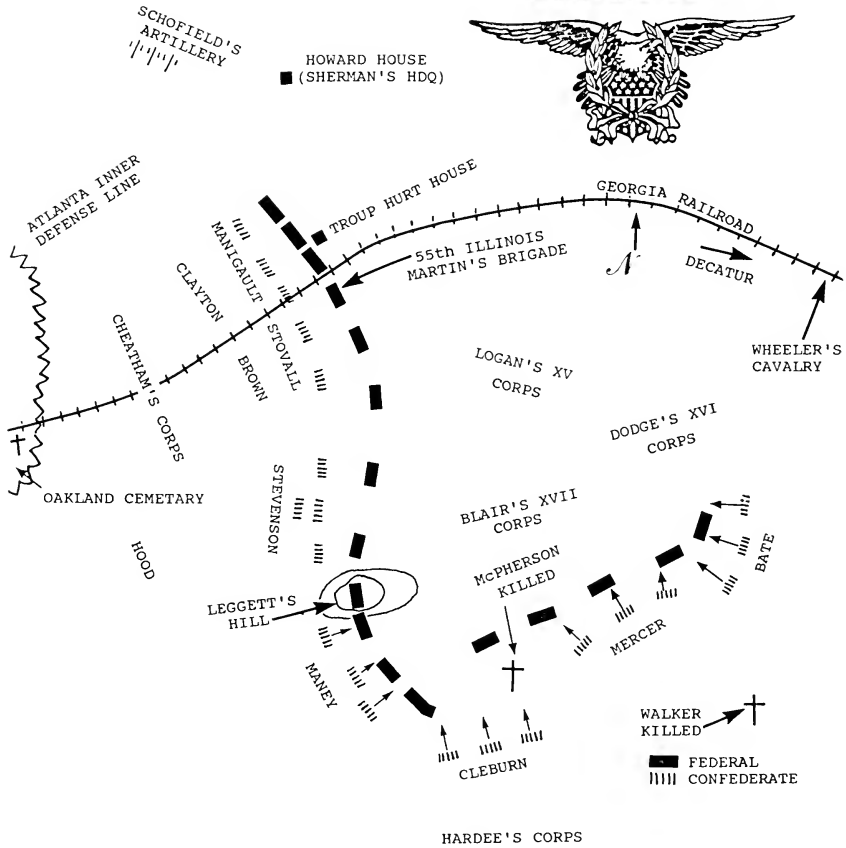 SCHOFIELD'S
ARTILLERY
HOWARD HOUSE
(SHERMAN'S HDQ)
ATLANTA INNER
DEFENSE LINE
TROUP HURT HOUSE
GEORGIA RAILROAD
MANIGAULT
55th ILLINOIS
MARTIN'S BRIGADE
N
DECATUR
CLAYTON
STOVALL
WHEELER'S
CAVALRY
CHEATHAM'S CORPS
BROWN
LOGAN'S XV
CORPS
DODGE'S XVI
CORPS
OAKLAND CEMETARY
STEVENSON
BLAIR'S XVII
CORPS
HOOD
McPHERSON
KILLED
BATE
LEGGETT'S
HILL
MERCER
MANEY
WALKER
KILLED
CLEBURN
FEDERAL
CONFEDERATE
HARDEE'S CORPS